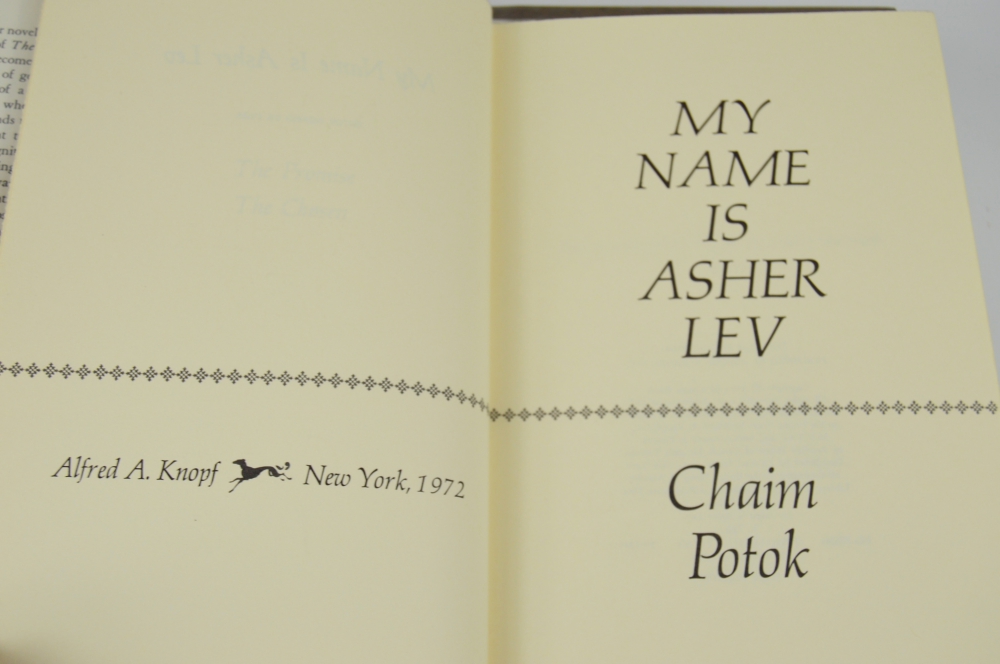 Alfred A. Knopf New York, 1972
MY
NAME
IS
ASHER
LEV
Chaim
Potok